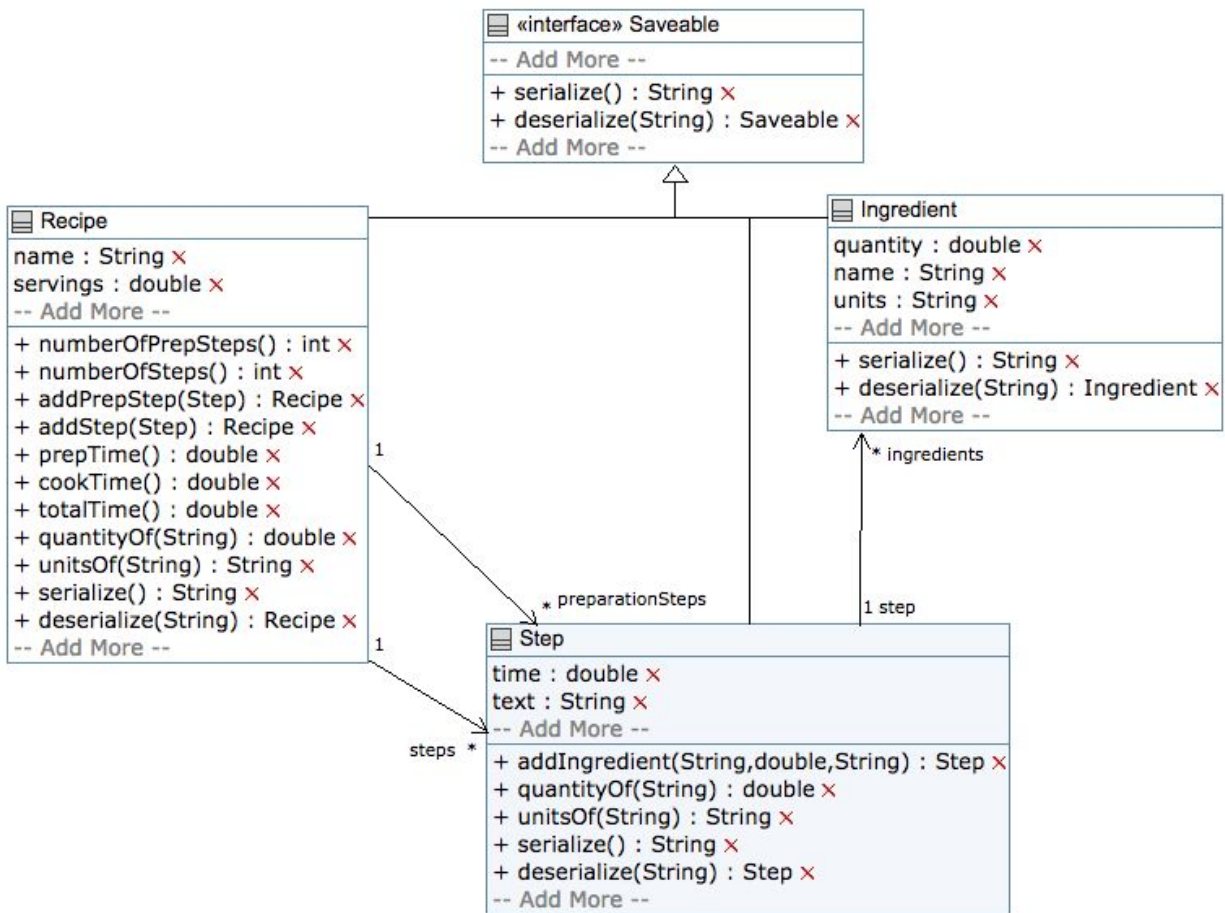 «interface» Saveable
-- Add More --
+ serialize() : String ×
+ deserialize(String) : Saveable ×
-- Add More --
Recipe
name : String ×
servings : double ×
-- Add More --
+ numberOfPrepSteps() : int ×
+ numberOfSteps() : int ×
+ addPrepStep(Step) : Recipe ×
+ addStep(Step) : Recipe ×
+ prepTime() : double ×
+ cookTime() : double ×
+ totalTime() : double ×
+ quantityOf(String) : double ×
+ unitsOf(String) : String ×
+ serialize() : String ×
+ deserialize(String) : Recipe ×
-- Add More --
Ingredient
quantity : double ×
name : String ×
units : String ×
-- Add More --
+ serialize() : String ×
+ deserialize(String) : Ingredient ×
-- Add More --
* ingredients
1 step
1
* preparationSteps
1
steps *
Step
time : double ×
text : String ×
-- Add More --
+ addIngredient(String,double,String) : Step ×
+ quantityOf(String) : double ×
+ unitsOf(String) : String ×
+ serialize() : String ×
+ deserialize(String) : Step ×
-- Add More --